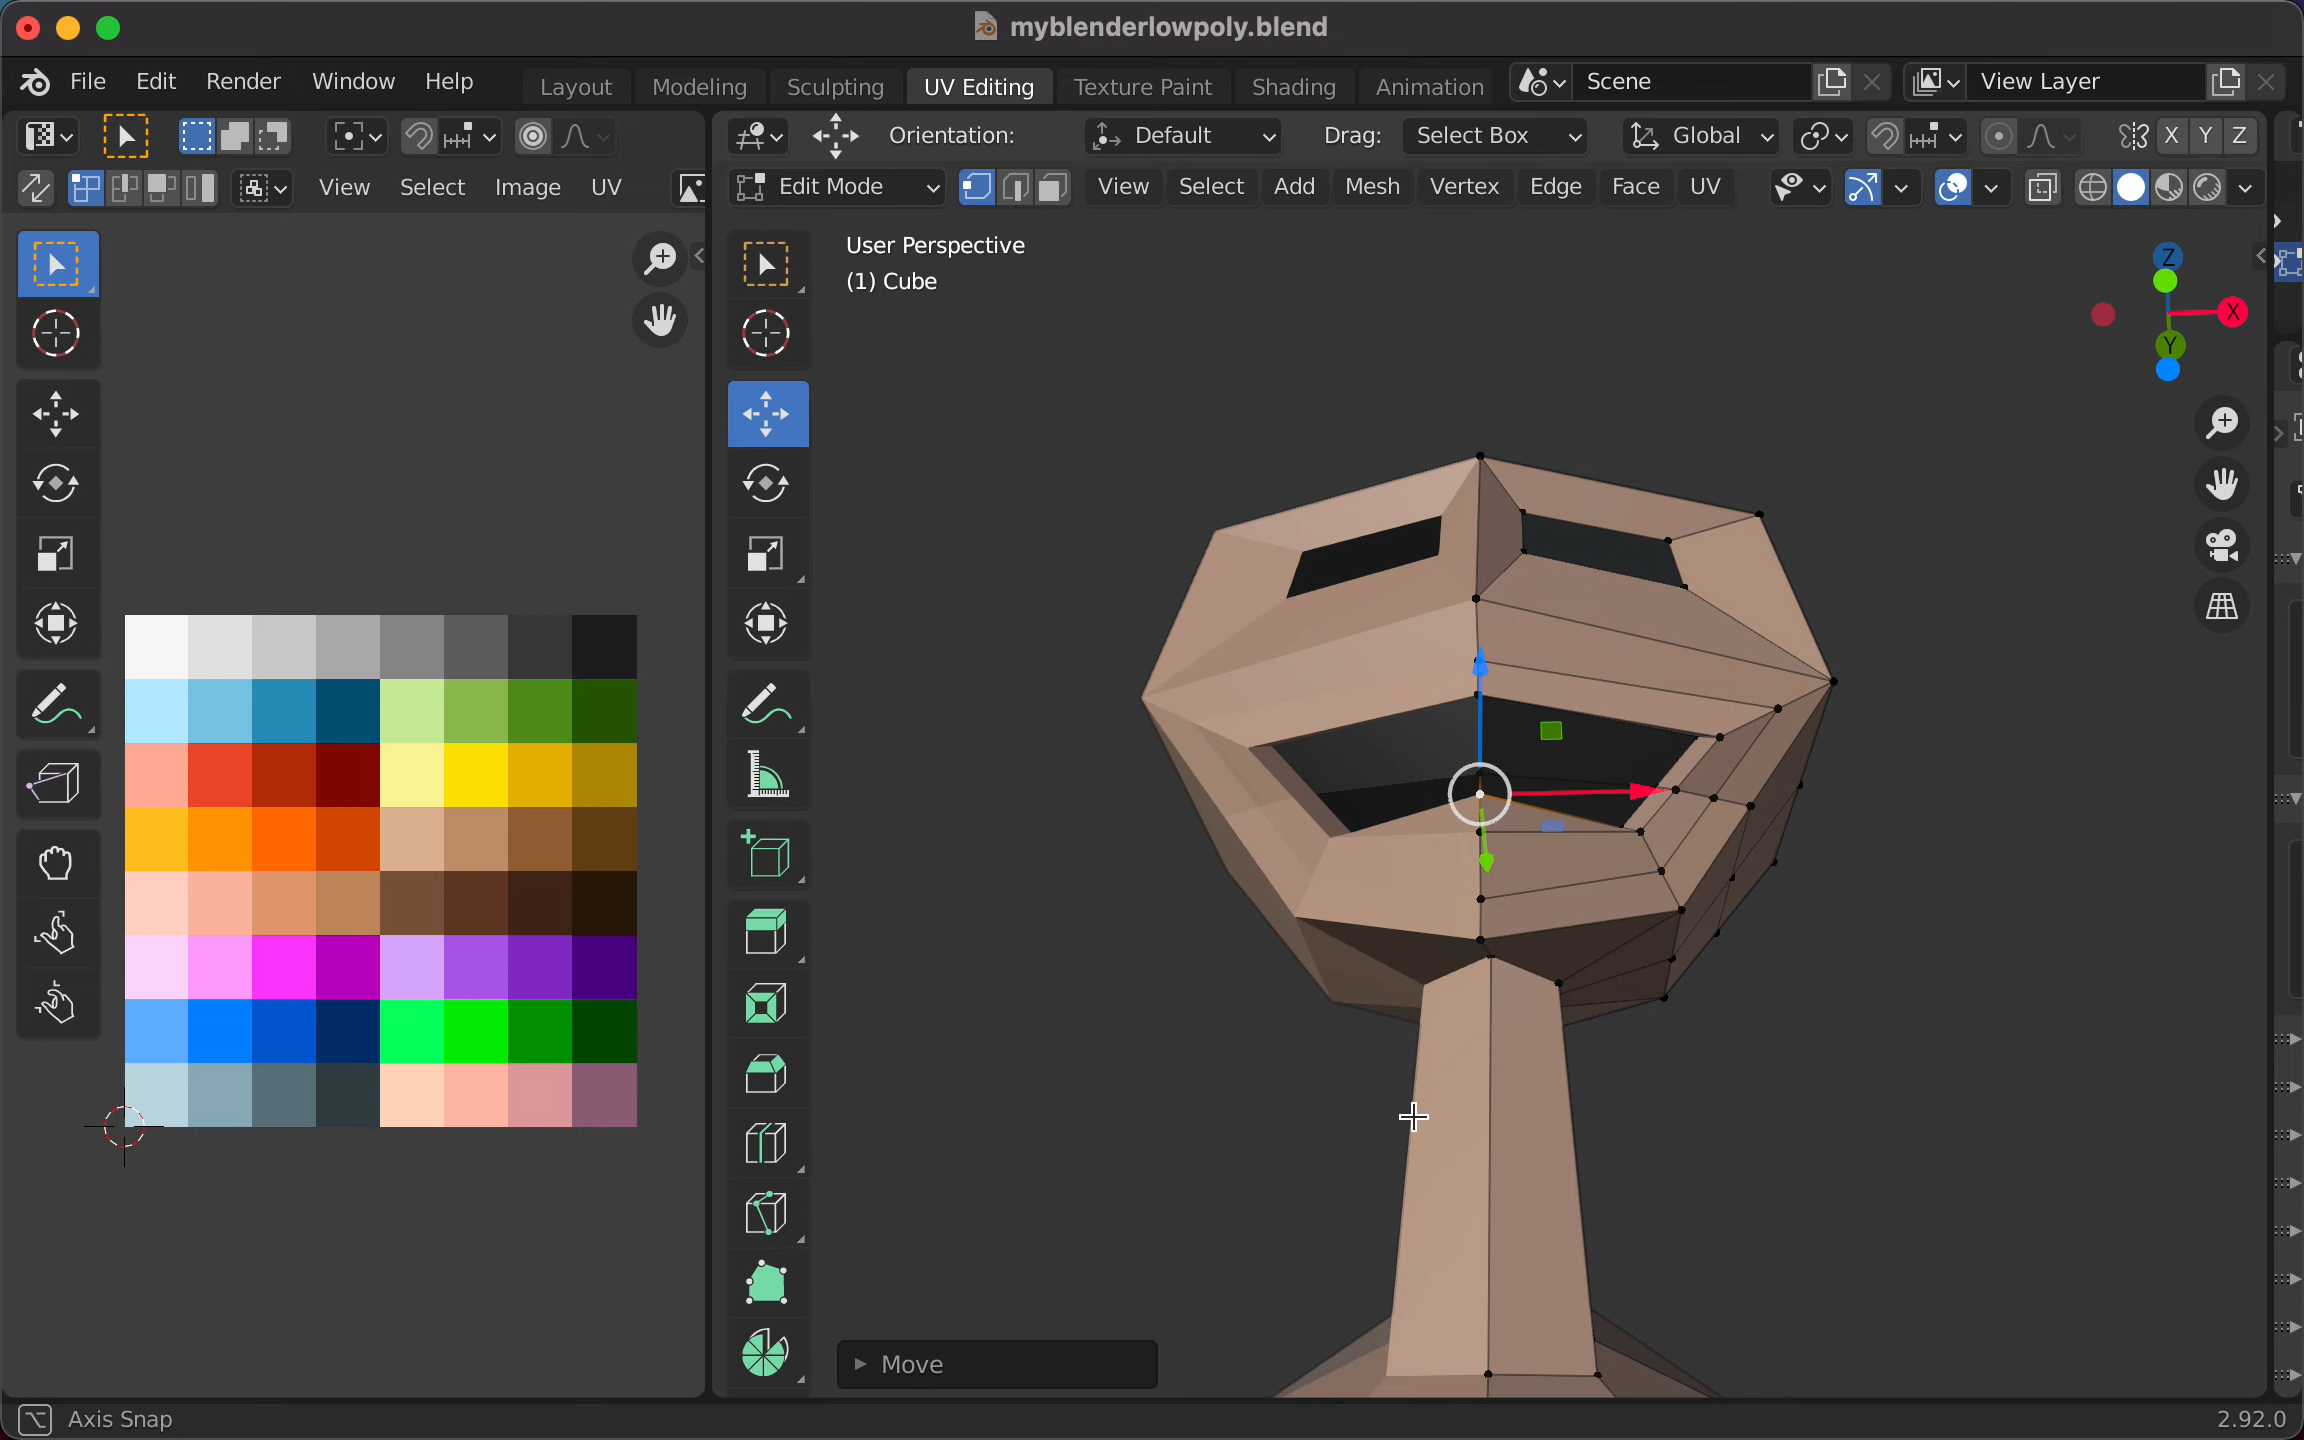 myblenderlowpoly.blend
File Edit Render Window Help Layout Modeling Sculpting UV Editing Texture Paint Shading Animation Scene View Layer
Orientation: Default Drag: Select Box Global X Y Z
View Select Image UV Edit Mode View Select Add Mesh Vertex Edge Face UV
User Perspective
(1) Cube
Z
X
Y
Move
Axis Snap 2.92.0